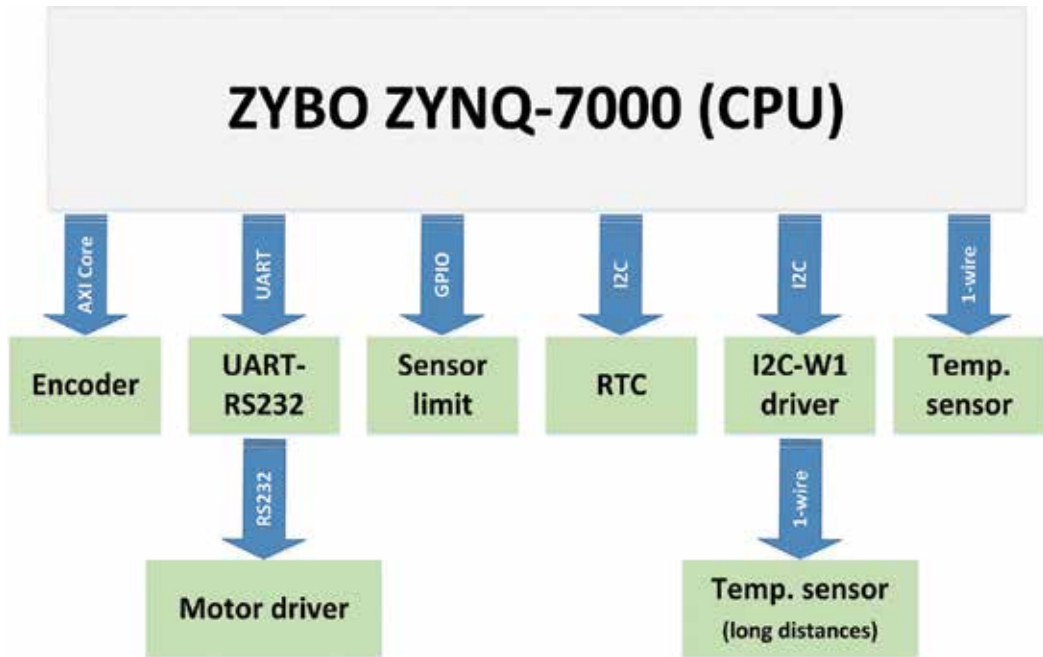 ZYBO ZYNQ-7000 (CPU)
AXI Core
UART
GPIO
I2C
I2C
1-wire
Encoder
UART-
RS232
Sensor
limit
RTC
I2C-W1
driver
Temp.
sensor
RS232
1-wire
Motor driver
Temp. sensor
(long distances)